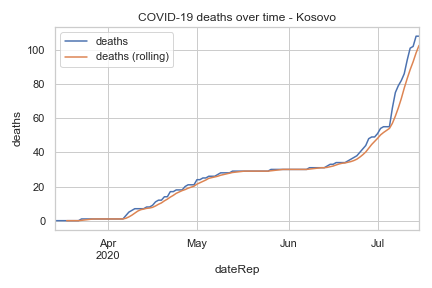 COVID-19 deaths over time - Kosovo
deaths
deaths (rolling)
100
80
60
40
20
0
deaths
Apr
2020
May
Jun
Jul
dateRep